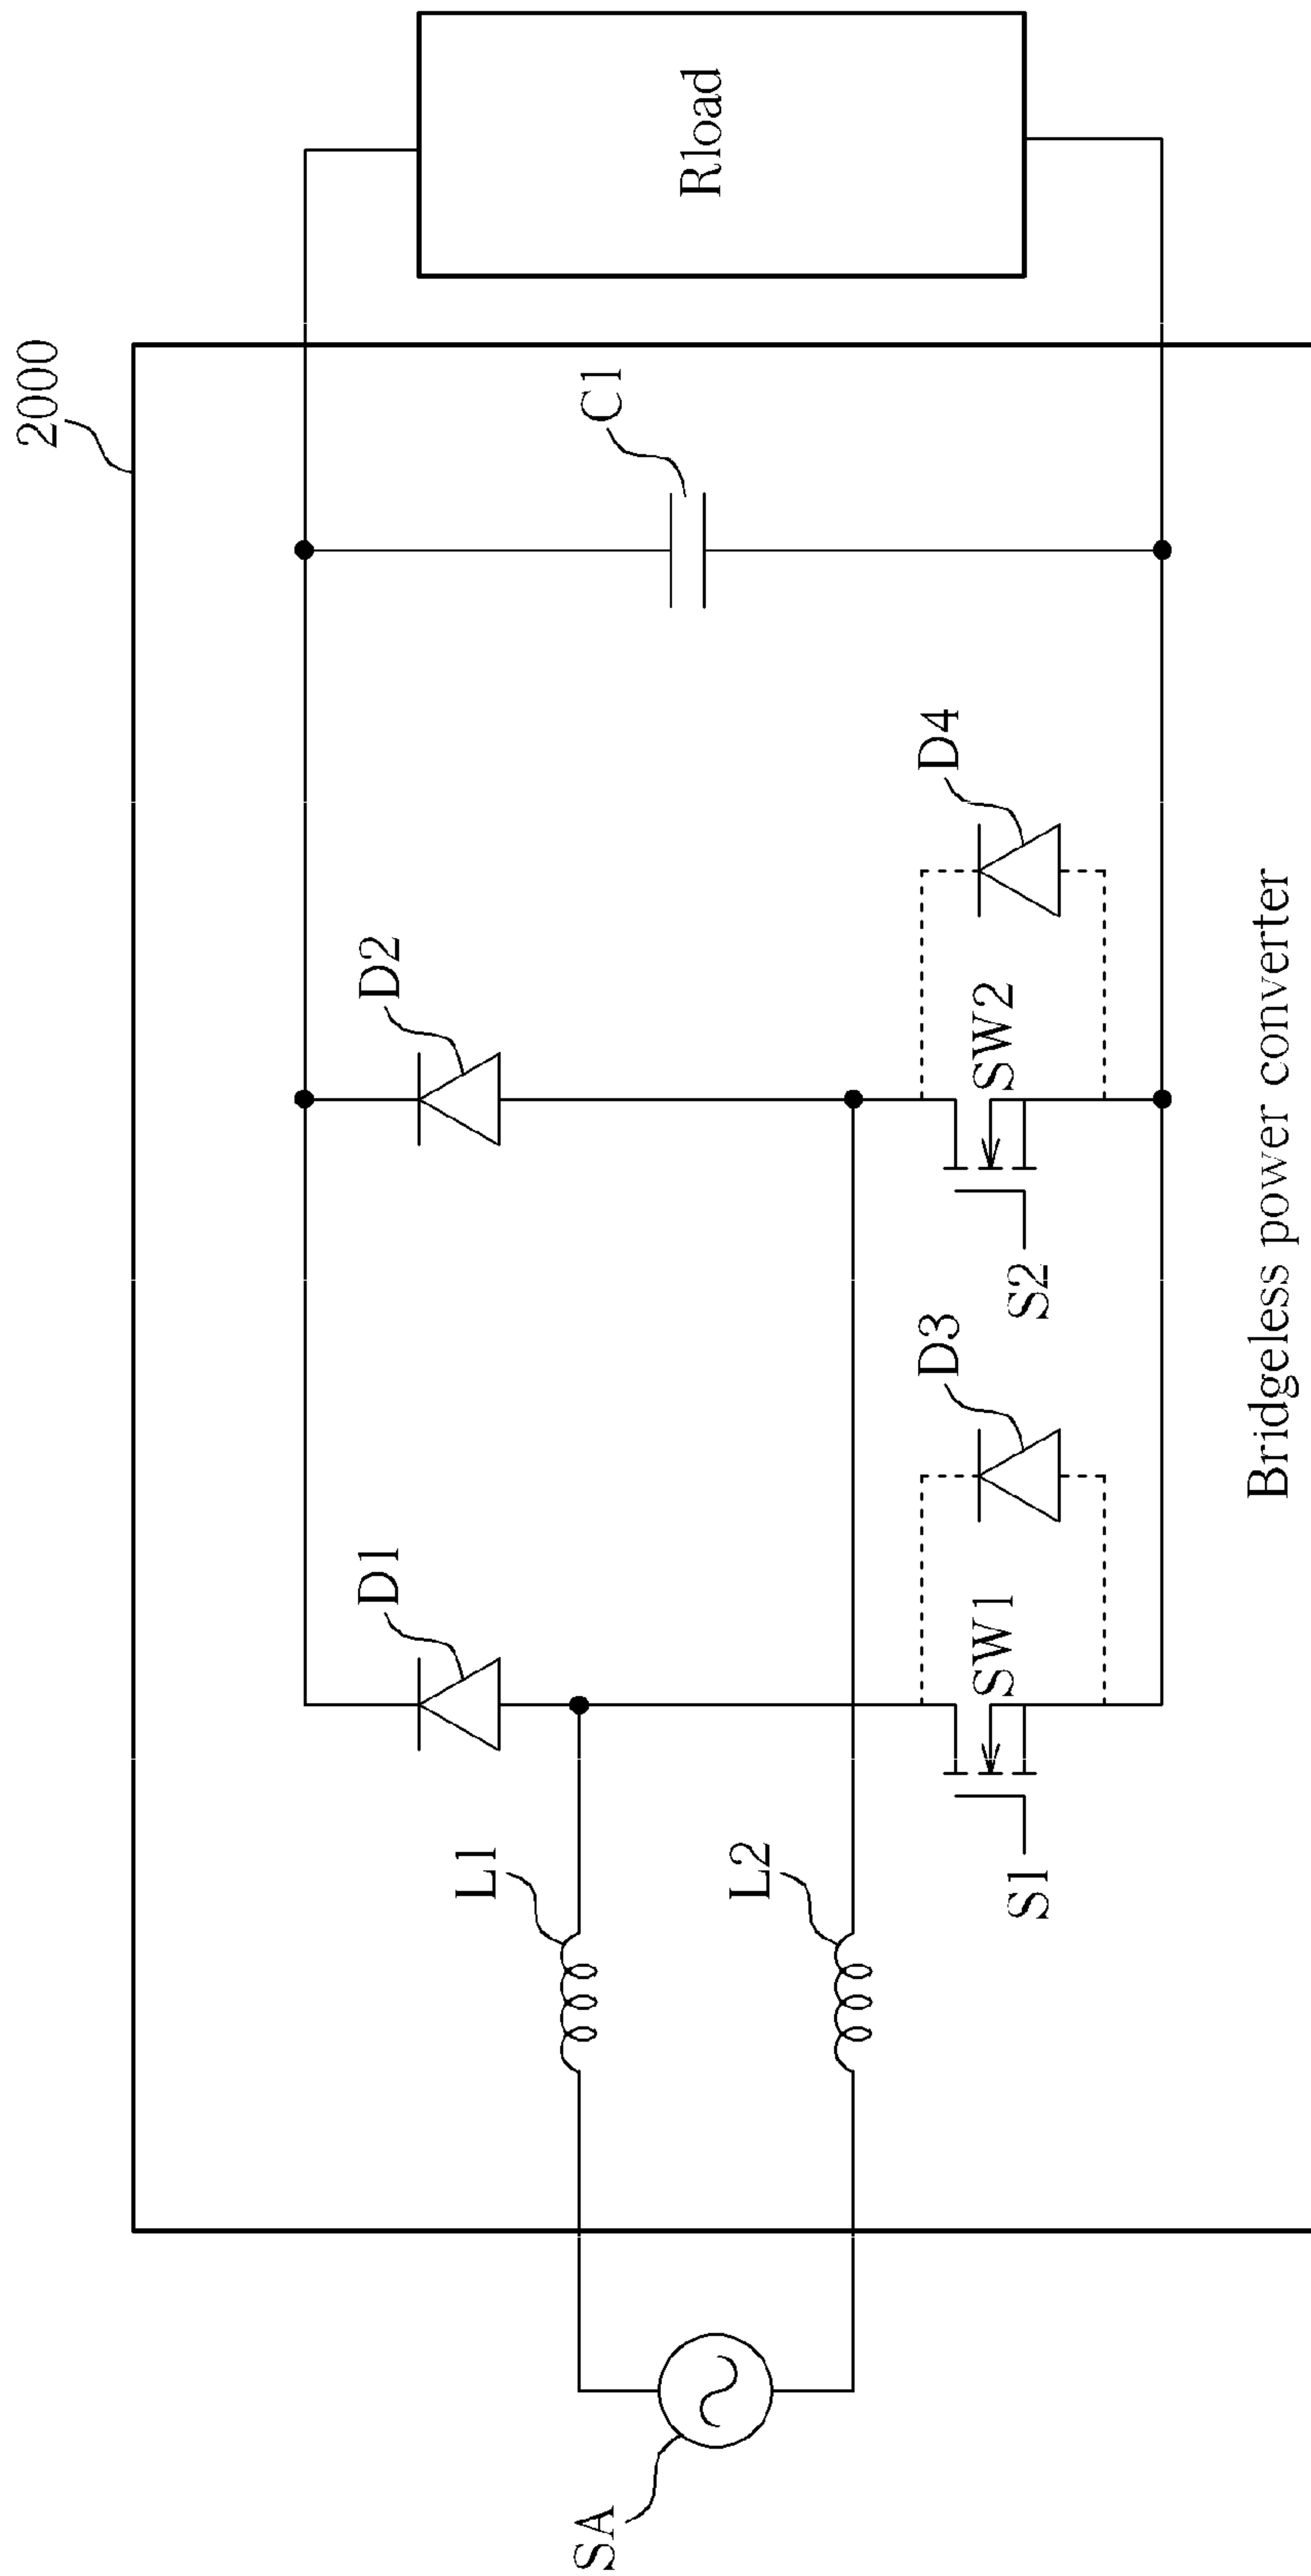 2000
D1
D2
L1
C1
Rload
L2
SA
D3
D4
SW1
SW2
S1
S2
Bridgeless power converter